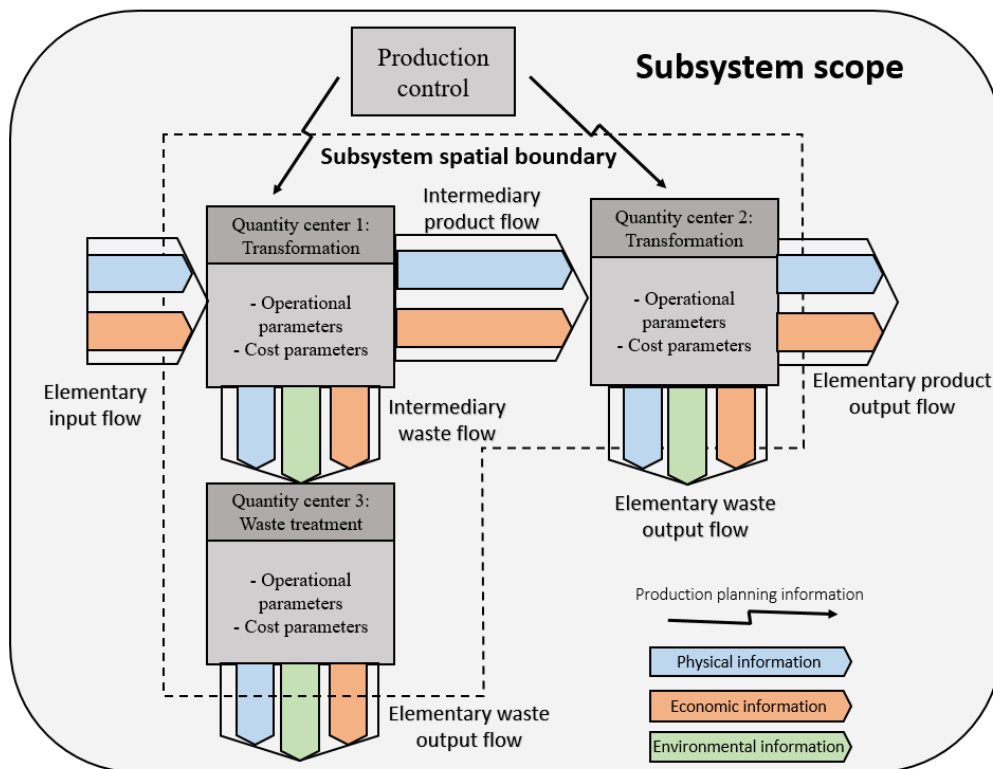 Production
control
Subsystem scope
Subsystem spatial boundary
Intermediary
product flow
Quantity center 1:
Transformation
- Operational
parameters
- Cost parameters
Quantity center 2:
Transformation
- Operational
parameters
- Cost parameters
Elementary
input flow
Intermediary
waste flow
Elementary product
output flow
Quantity center 3:
Waste treatment
- Operational
parameters
- Cost parameters
Elementary waste
output flow
Elementary waste
output flow
Production planning information
Physical information
Economic information
Environmental information